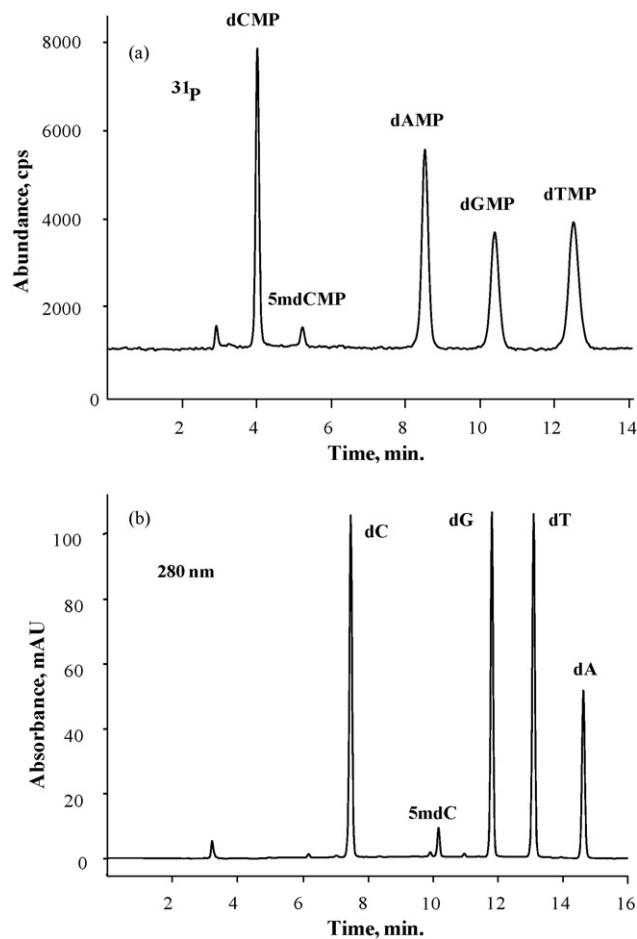 dCMP
8000
(a)
31P
dAMP
6000
dGMP
dTMP
Abundance, cps
4000
5mdCMP
2000
0
2 4 6 8 10 12 14
Time, min.
(b)
100
dC
dG
dT
280 nm
80
Absorbance, mAU
60
dA
40
20
5mdC
0
2 4 6 8 10 12 14 16
Time, min.